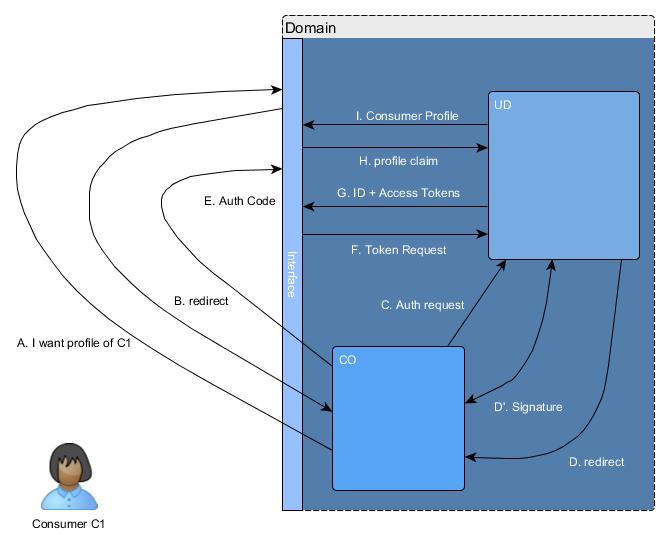 Domain
UD
I. Consumer Profile
H. profile claim
G. ID + Access Tokens
E. Auth Code
F. Token Request
Interface
B. redirect
C. Auth request
A. I want profile of C1
CO
D'. Signature
D. redirect
Consumer C1